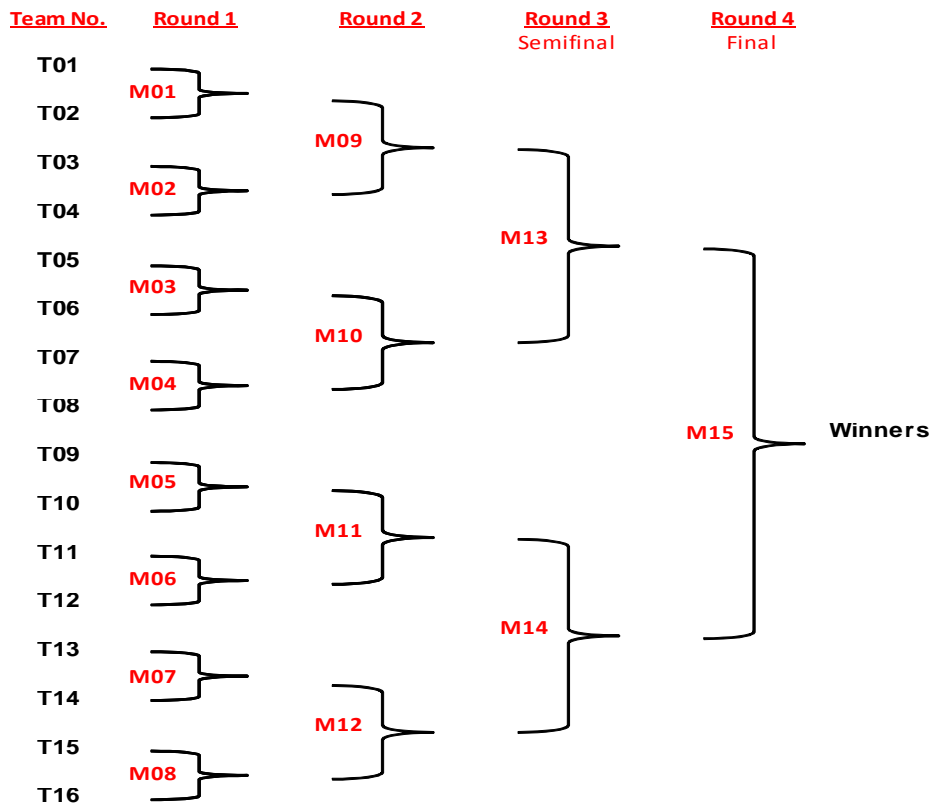 Team No. Round 1 Round 2 Round 3 Round 4
Semifinal Final
T01
M01
T02
M09
T03
M02
T04
M13
T05
M03
T06
M10
T07
M04
T08
M15 Winners
T09
M05
T10
M11
T11
M06
T12
M14
T13
M07
T14
M12
T15
M08
T16